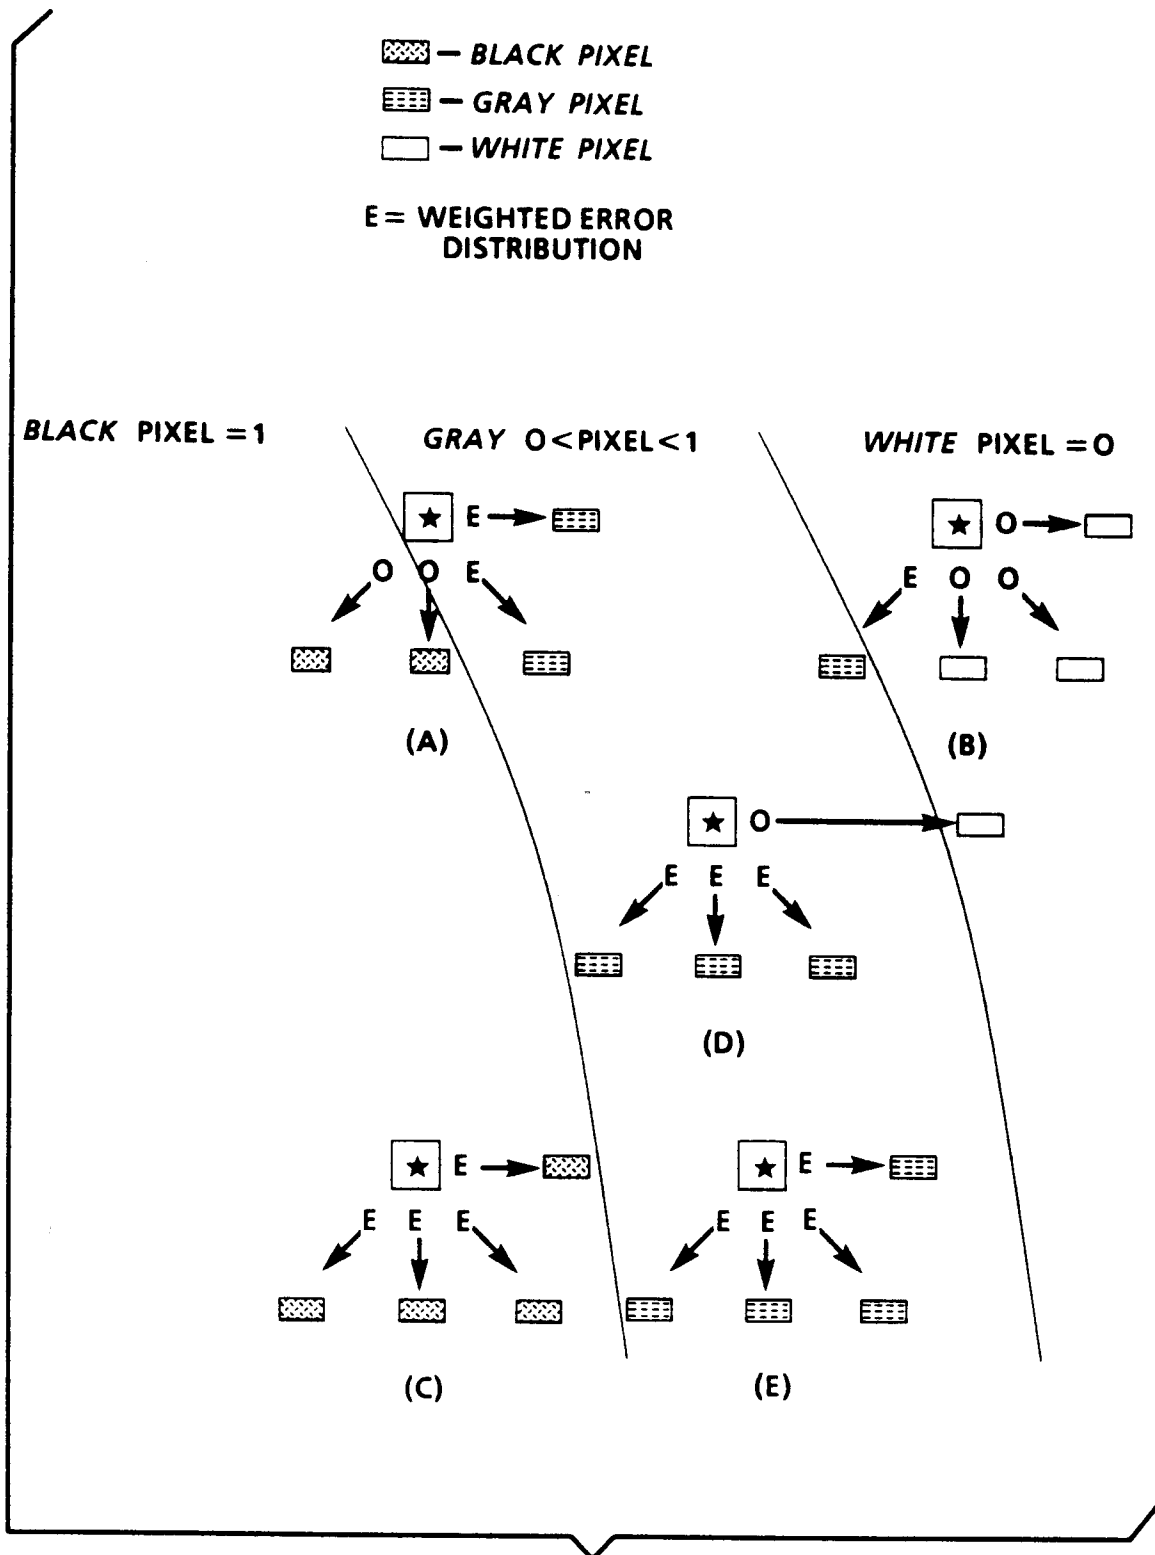 — BLACK PIXEL
— GRAY PIXEL
— WHITE PIXEL
E = WEIGHTED ERROR
DISTRIBUTION
BLACK PIXEL = 1
GRAY O<PIXEL<1
WHITE PIXEL = O
E
O O E
(A)
O
E O O
(B)
O
E E E
(D)
E
E E E
(C)
E
E E E
(E)